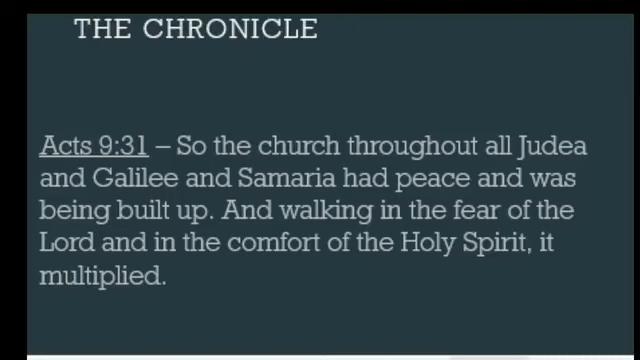 THE CHRONICLE
Acts 9:31 – So the church throughout all Judea
and Galilee and Samaria had peace and was
being built up. And walking in the fear of the
Lord and in the comfort of the Holy Spirit, it
multiplied.